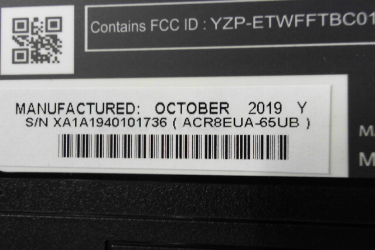 Contains FCC ID : YZP-ETWFFTBC01
MANUFACTURED: OCTOBER 2019 Y
S/N XA1A1940101736 ( ACR8EUA-65UB )